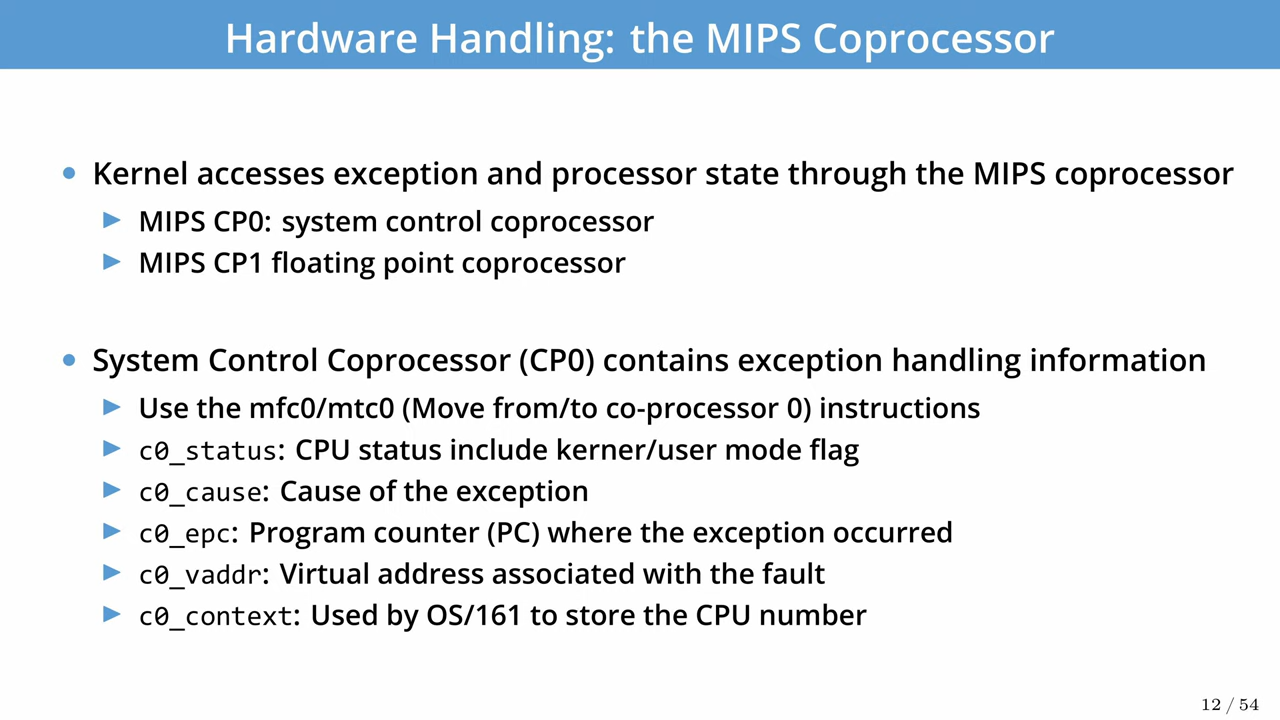 Hardware Handling: the MIPS Coprocessor
• Kernel accesses exception and processor state through the MIPS coprocessor
▶ MIPS CP0: system control coprocessor
▶ MIPS CP1 floating point coprocessor
• System Control Coprocessor (CP0) contains exception handling information
▶ Use the mfc0/mtc0 (Move from/to co-processor 0) instructions
▶ c0_status: CPU status include kerner/user mode flag
▶ c0_cause: Cause of the exception
▶ c0_epc: Program counter (PC) where the exception occurred
▶ c0_vaddr: Virtual address associated with the fault
▶ c0_context: Used by OS/161 to store the CPU number
12 / 54